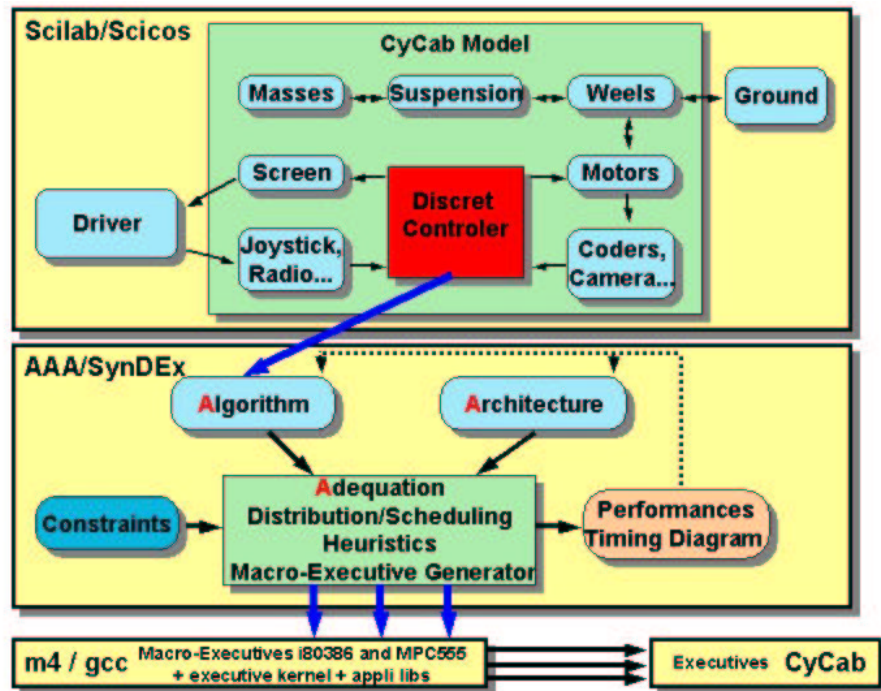 Scilab/Scicos
CyCab Model
Masses
Suspension
Weels
Ground
Screen
Motors
Driver
Discret
Controler
Joystick,
Radio...
Coders,
Camera...
AAA/SynDEx
Algorithm
Architecture
Constraints
Adequation
Distribution/Scheduling
Heuristics
Macro-Executive Generator
Performances
Timing Diagram
m4 / gcc
Macro-Executives i80386 and MPC555
+ executive kernel + appli libs
Executives CyCab